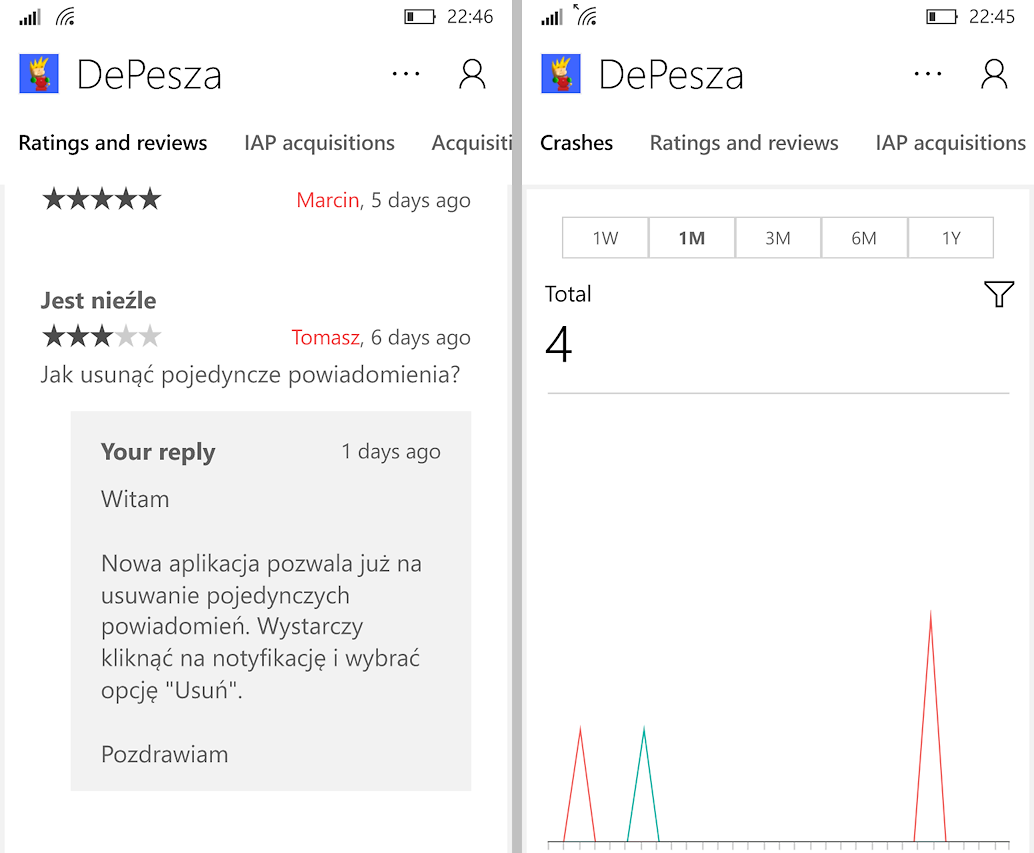 22:46
DePesza
Ratings and reviews IAP acquisitions Acquisiti
Marcin, 5 days ago
Jest nieźle
Tomasz, 6 days ago
Jak usunąć pojedyncze powiadomienia?
Your reply 1 days ago
Witam
Nowa aplikacja pozwala już na
usuwanie pojedynczych
powiadomień. Wystarczy
kliknąć na notyfikację i wybrać
opcję "Usuń".
Pozdrawiam
22:45
DePesza
Crashes Ratings and reviews IAP acquisitions
1W 1M 3M 6M 1Y
Total
4